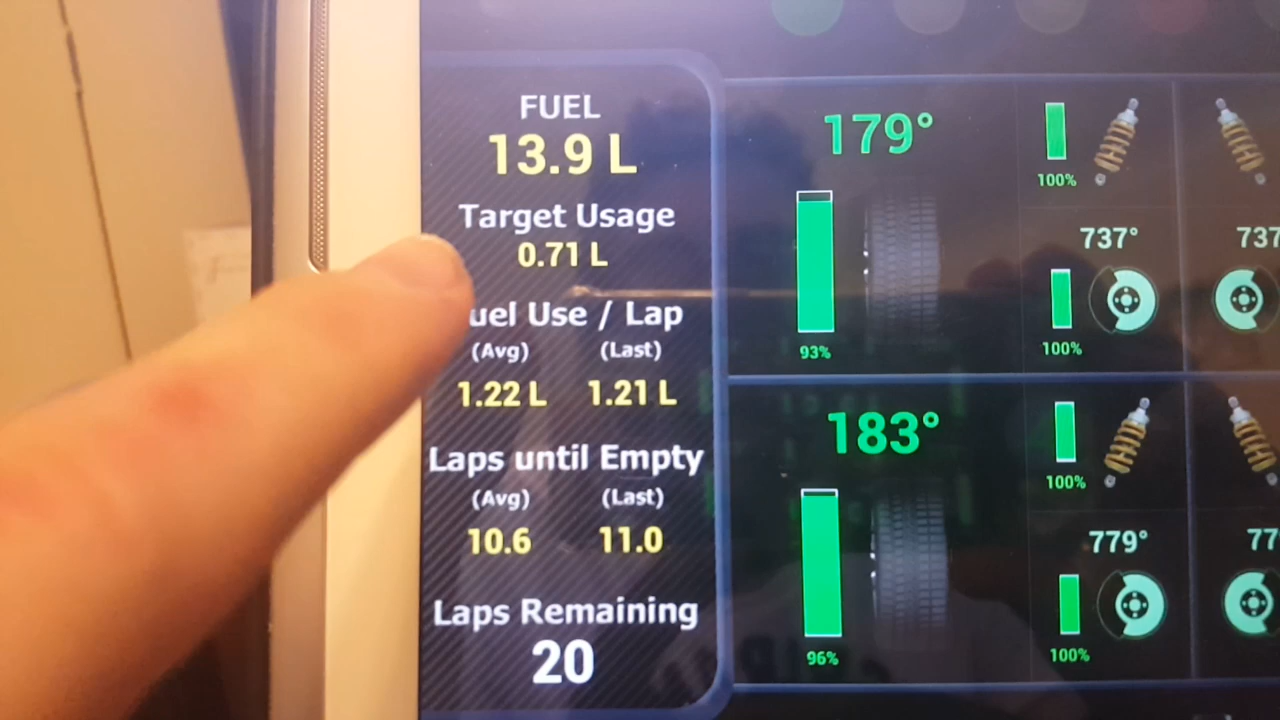 FUEL
13.9 L
Target Usage
0.71 L
uel Use / Lap
(Avg) (Last)
1.22 L 1.21 L
Laps until Empty
(Avg) (Last)
10.6 11.0
Laps Remaining
20
179°
93%
100%
737° 737
100%
183°
96%
100%
779° 77
100%